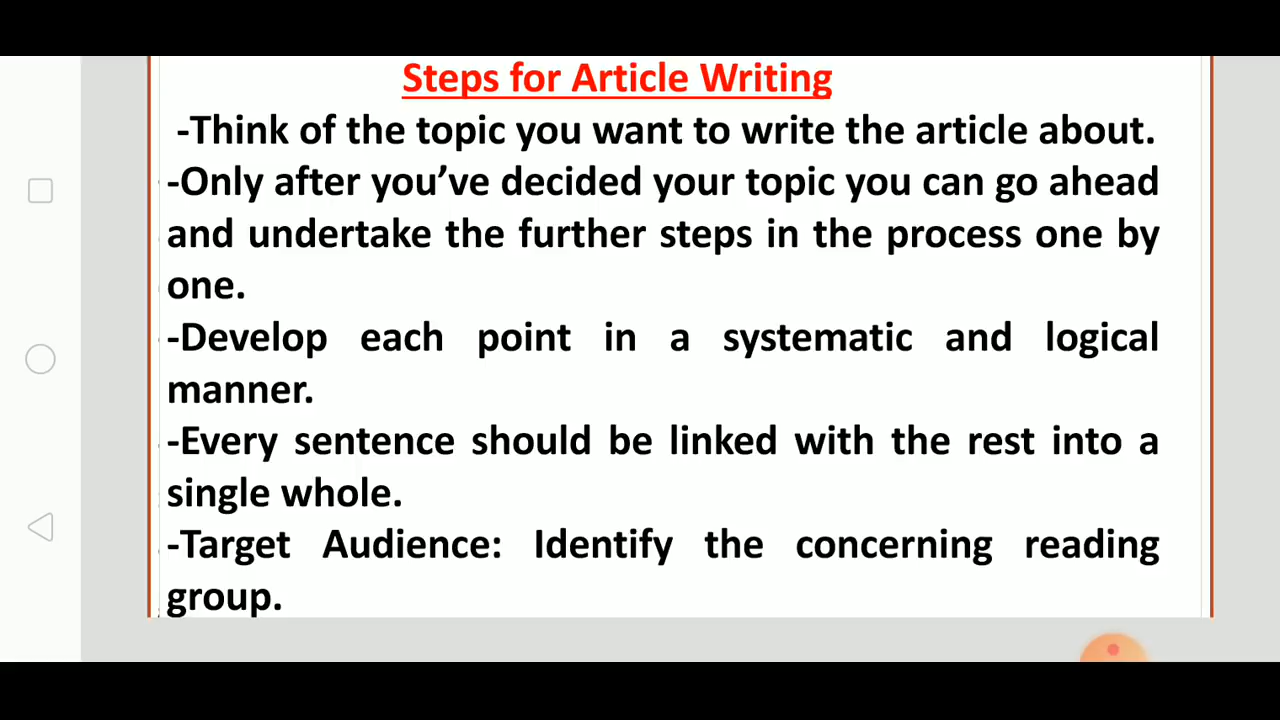 Steps for Article Writing
-Think of the topic you want to write the article about.
-Only after you’ve decided your topic you can go ahead
and undertake the further steps in the process one by
one.
-Develop each point in a systematic and logical
manner.
-Every sentence should be linked with the rest into a
single whole.
-Target Audience: Identify the concerning reading
group.